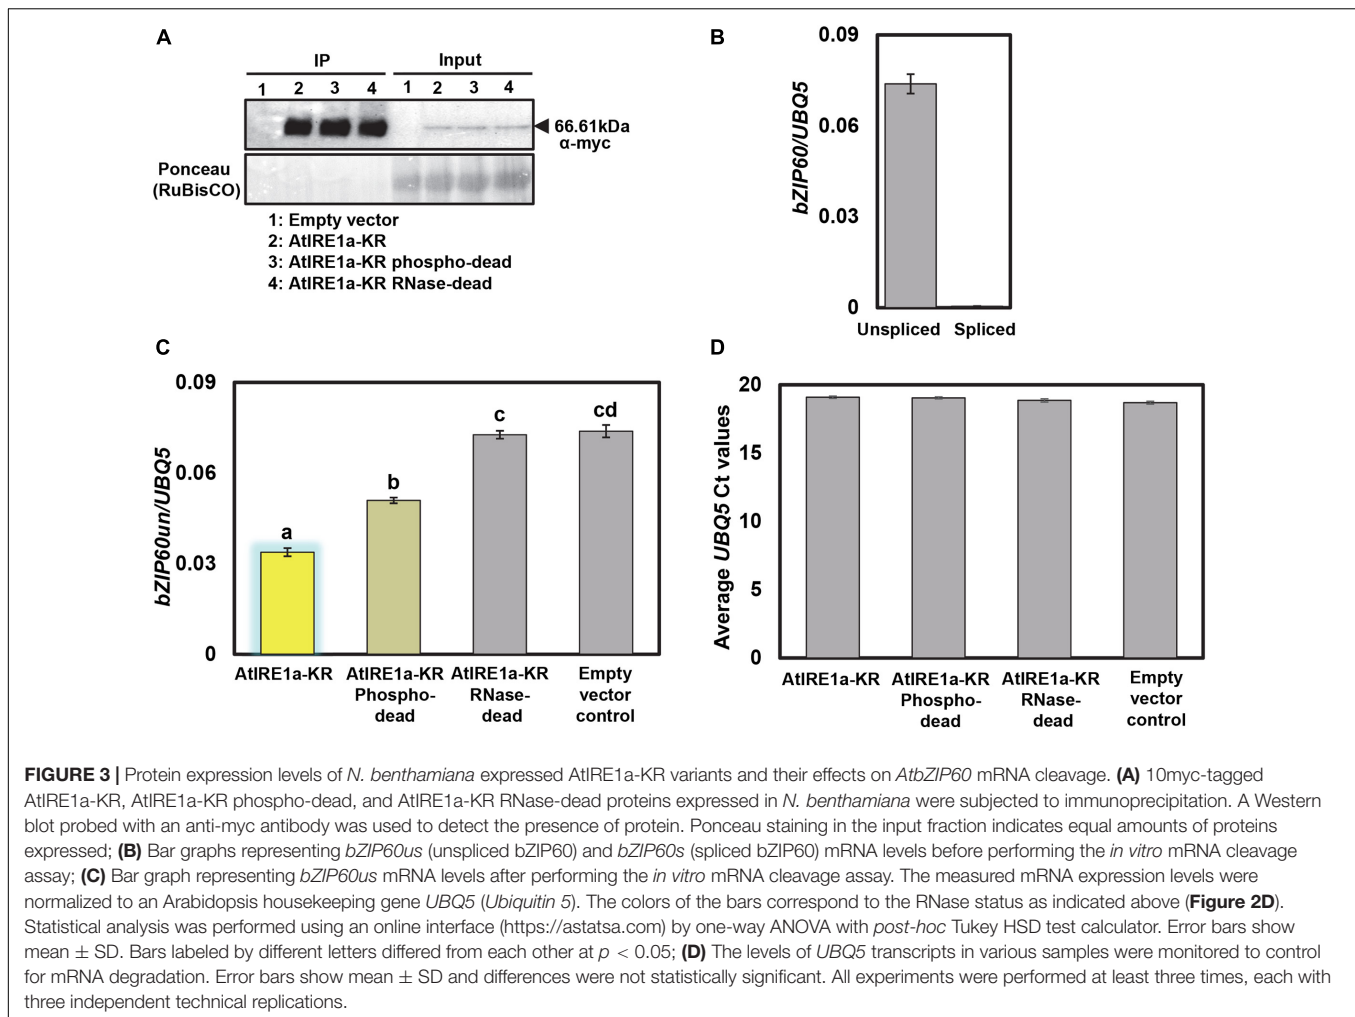 A
IP Input
1 2 3 4 1 2 3 4
66.61kDa
α-myc
Ponceau
(RuBisCO)
1: Empty vector
2: AtIRE1a-KR
3: AtIRE1a-KR phospho-dead
4: AtIRE1a-KR RNase-dead
B
bZIP60/UBQ5
0.09
0.06
0.03
0
Unspliced Spliced
C
bZIP60un/UBQ5
0.09
0.06
0.03
0
a
b
c
cd
AtIRE1a-KR
AtIRE1a-KR
Phospho-
dead
AtIRE1a-KR
RNase-
dead
Empty
vector
control
D
Average UBQ5 Ct values
20
15
10
5
0
AtIRE1a-KR
AtIRE1a-KR
Phospho-
dead
AtIRE1a-KR
RNase-
dead
Empty
vector
control
FIGURE 3 | Protein expression levels of N. benthamiana expressed AtIRE1a-KR variants and their effects on AtbZIP60 mRNA cleavage. (A) 10myc-tagged
AtIRE1a-KR, AtIRE1a-KR phospho-dead, and AtIRE1a-KR RNase-dead proteins expressed in N. benthamiana were subjected to immunoprecipitation. A Western
blot probed with an anti-myc antibody was used to detect the presence of protein. Ponceau staining in the input fraction indicates equal amounts of proteins
expressed; (B) Bar graphs representing bZIP60us (unspliced bZIP60) and bZIP60s (spliced bZIP60) mRNA levels before performing the in vitro mRNA cleavage
assay; (C) Bar graph representing bZIP60us mRNA levels after performing the in vitro mRNA cleavage assay. The measured mRNA expression levels were
normalized to an Arabidopsis housekeeping gene UBQ5 (Ubiquitin 5). The colors of the bars correspond to the RNase status as indicated above (Figure 2D).
Statistical analysis was performed using an online interface (https://astatsa.com) by one-way ANOVA with post-hoc Tukey HSD test calculator. Error bars show
mean ± SD. Bars labeled by different letters differed from each other at p < 0.05; (D) The levels of UBQ5 transcripts in various samples were monitored to control
for mRNA degradation. Error bars show mean ± SD and differences were not statistically significant. All experiments were performed at least three times, each with
three independent technical replications.